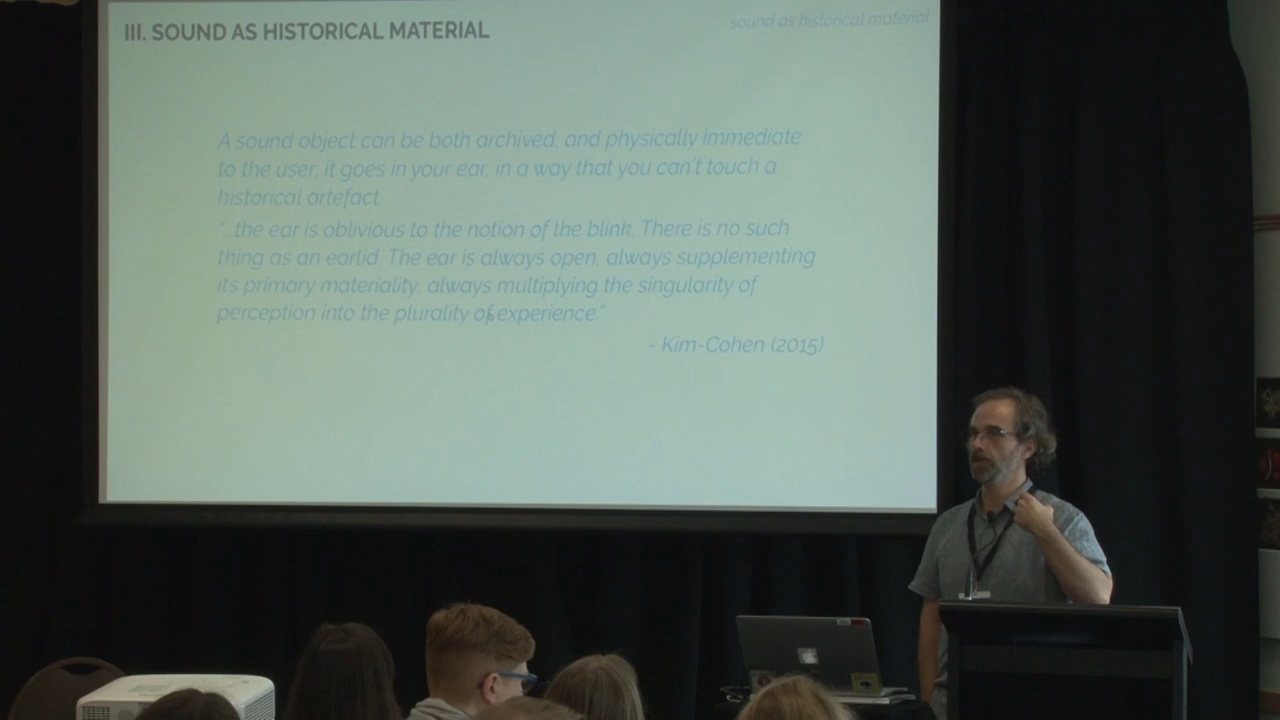 III. SOUND AS HISTORICAL MATERIAL
sound as historical material
A sound object can be both archived, and physically immediate
to the user; it goes in your ear, in a way that you can't touch a
historical artefact.
"...the ear is oblivious to the notion of the blink. There is no such
thing as an earlid. The ear is always open, always supplementing
its primary materiality, always multiplying the singularity of
perception into the plurality of experience."
- Kim-Cohen (2015)